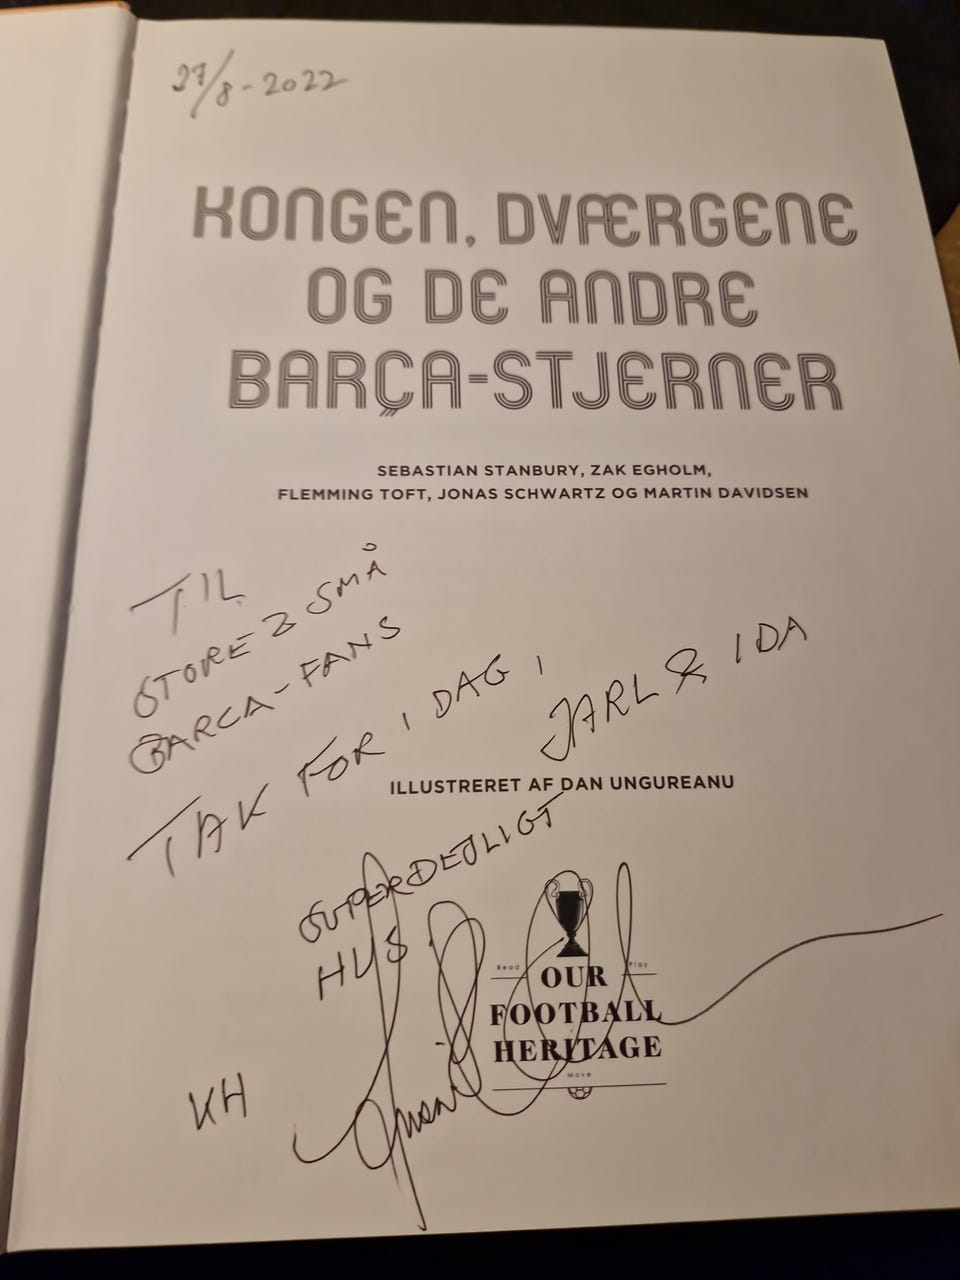 27/8-2022
KONGEN, DVÆRGENE
OG DE ANDRE
BARÇA-STJERNER
SEBASTIAN STANBURY, ZAK EGHOLM,
FLEMMING TOFT, JONAS SCHWARTZ OG MARTIN DAVIDSEN
TIL
STORE & SMÅ
BARCA-FANS
TAK FOR I DAG,
JARL & IDA
ILLUSTRERET AF DAN UNGUREANU
SUPERDEJLIGT
HUS
Read Play
OUR
FOOTBALL
HERITAGE
Move
KH